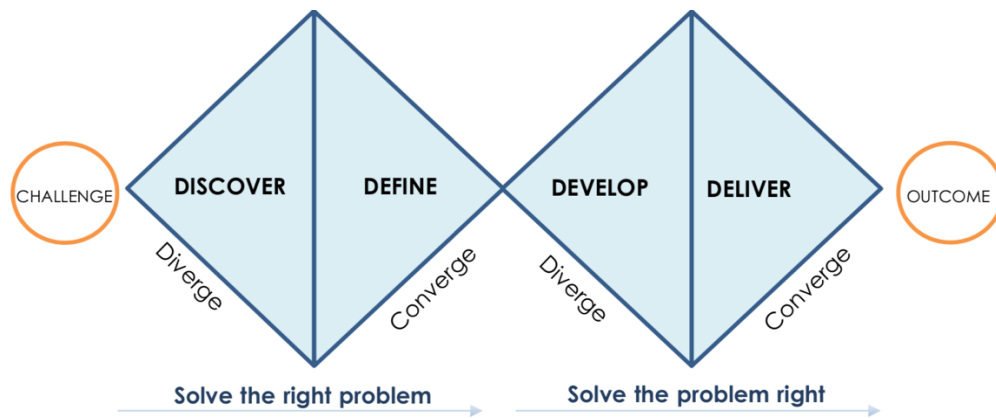 CHALLENGE
DISCOVER
DEFINE
DEVELOP
DELIVER
OUTCOME
Diverge
Converge
Diverge
Converge
Solve the right problem
Solve the problem right